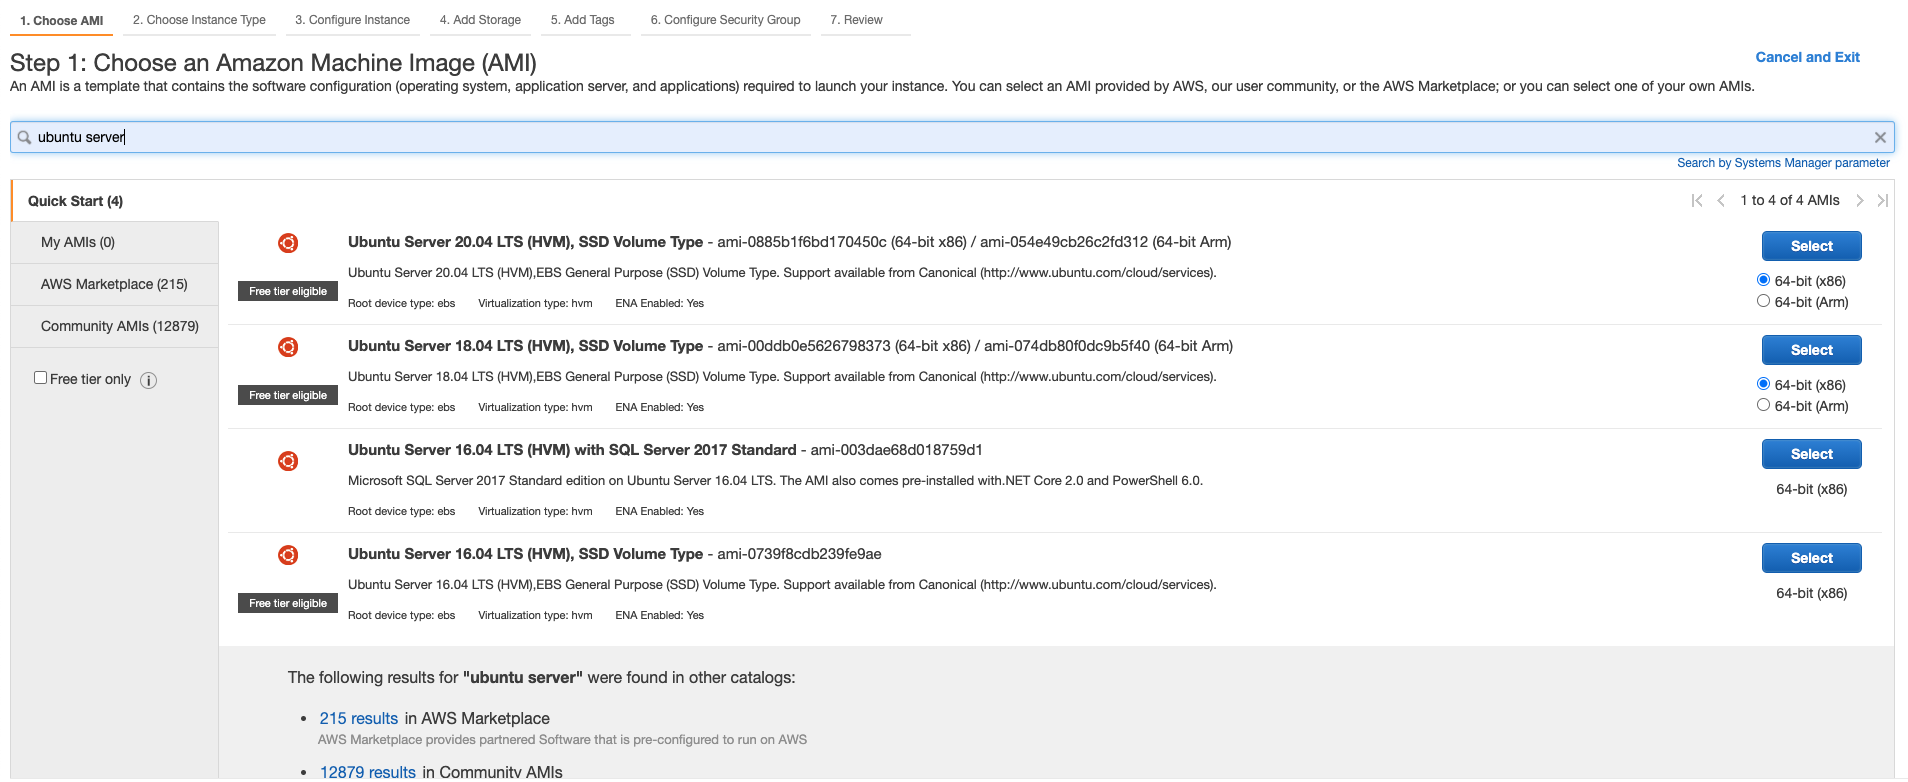 1. Choose AMI 2. Choose Instance Type 3. Configure Instance 4. Add Storage 5. Add Tags 6. Configure Security Group 7. Review
Step 1: Choose an Amazon Machine Image (AMI)
Cancel and Exit
An AMI is a template that contains the software configuration (operating system, application server, and applications) required to launch your instance. You can select an AMI provided by AWS, our user community, or the AWS Marketplace; or you can select one of your own AMIs.
ubuntu server
Search by Systems Manager parameter
Quick Start (4)
1 to 4 of 4 AMIs
My AMIs (0)
AWS Marketplace (215)
Community AMIs (12879)
Free tier only
Ubuntu Server 20.04 LTS (HVM), SSD Volume Type - ami-0885b1f6bd170450c (64-bit x86) / ami-054e49cb26c2fd312 (64-bit Arm)
Ubuntu Server 20.04 LTS (HVM),EBS General Purpose (SSD) Volume Type. Support available from Canonical (http://www.ubuntu.com/cloud/services).
Free tier eligible
Root device type: ebs Virtualization type: hvm ENA Enabled: Yes
Select
64-bit (x86)
64-bit (Arm)
Ubuntu Server 18.04 LTS (HVM), SSD Volume Type - ami-00ddb0e5626798373 (64-bit x86) / ami-074db80f0dc9b5f40 (64-bit Arm)
Ubuntu Server 18.04 LTS (HVM),EBS General Purpose (SSD) Volume Type. Support available from Canonical (http://www.ubuntu.com/cloud/services).
Free tier eligible
Root device type: ebs Virtualization type: hvm ENA Enabled: Yes
Select
64-bit (x86)
64-bit (Arm)
Ubuntu Server 16.04 LTS (HVM) with SQL Server 2017 Standard - ami-003dae68d018759d1
Microsoft SQL Server 2017 Standard edition on Ubuntu Server 16.04 LTS. The AMI also comes pre-installed with.NET Core 2.0 and PowerShell 6.0.
Root device type: ebs Virtualization type: hvm ENA Enabled: Yes
Select
64-bit (x86)
Ubuntu Server 16.04 LTS (HVM), SSD Volume Type - ami-0739f8cdb239fe9ae
Ubuntu Server 16.04 LTS (HVM),EBS General Purpose (SSD) Volume Type. Support available from Canonical (http://www.ubuntu.com/cloud/services).
Free tier eligible
Root device type: ebs Virtualization type: hvm ENA Enabled: Yes
Select
64-bit (x86)
The following results for "ubuntu server" were found in other catalogs:
• 215 results in AWS Marketplace
AWS Marketplace provides partnered Software that is pre-configured to run on AWS
• 12879 results in Community AMIs